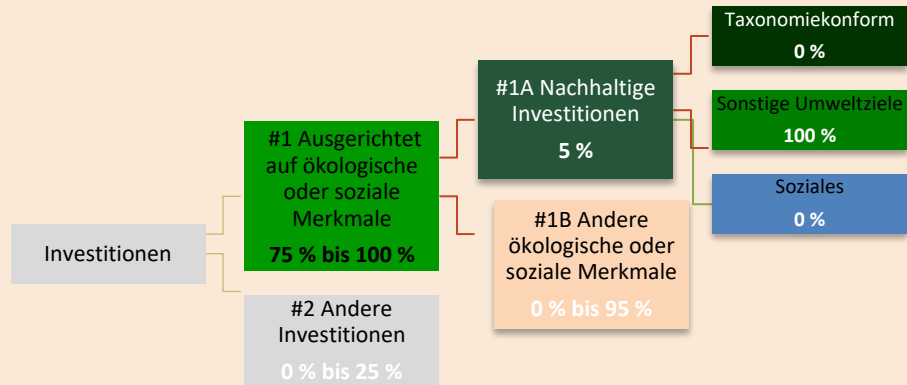 Investitionen
#1 Ausgerichtet
auf ökologische
oder soziale
Merkmale
75 % bis 100 %
#2 Andere
Investitionen
0 % bis 25 %
#1A Nachhaltige
Investitionen
5 %
#1B Andere
ökologische oder
soziale Merkmale
0 % bis 95 %
Taxonomiekonform
0 %
Sonstige Umweltziele
100 %
Soziales
0 %